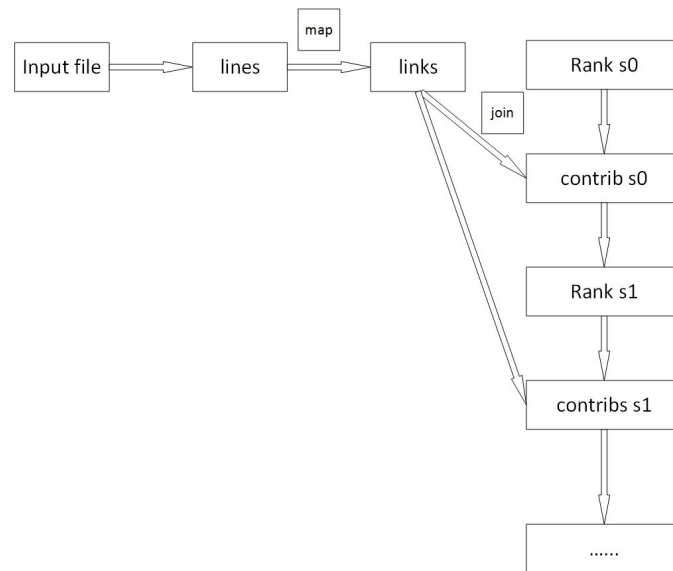 map
Input file
lines
links
Rank s0
join
contrib s0
Rank s1
contribs s1
......